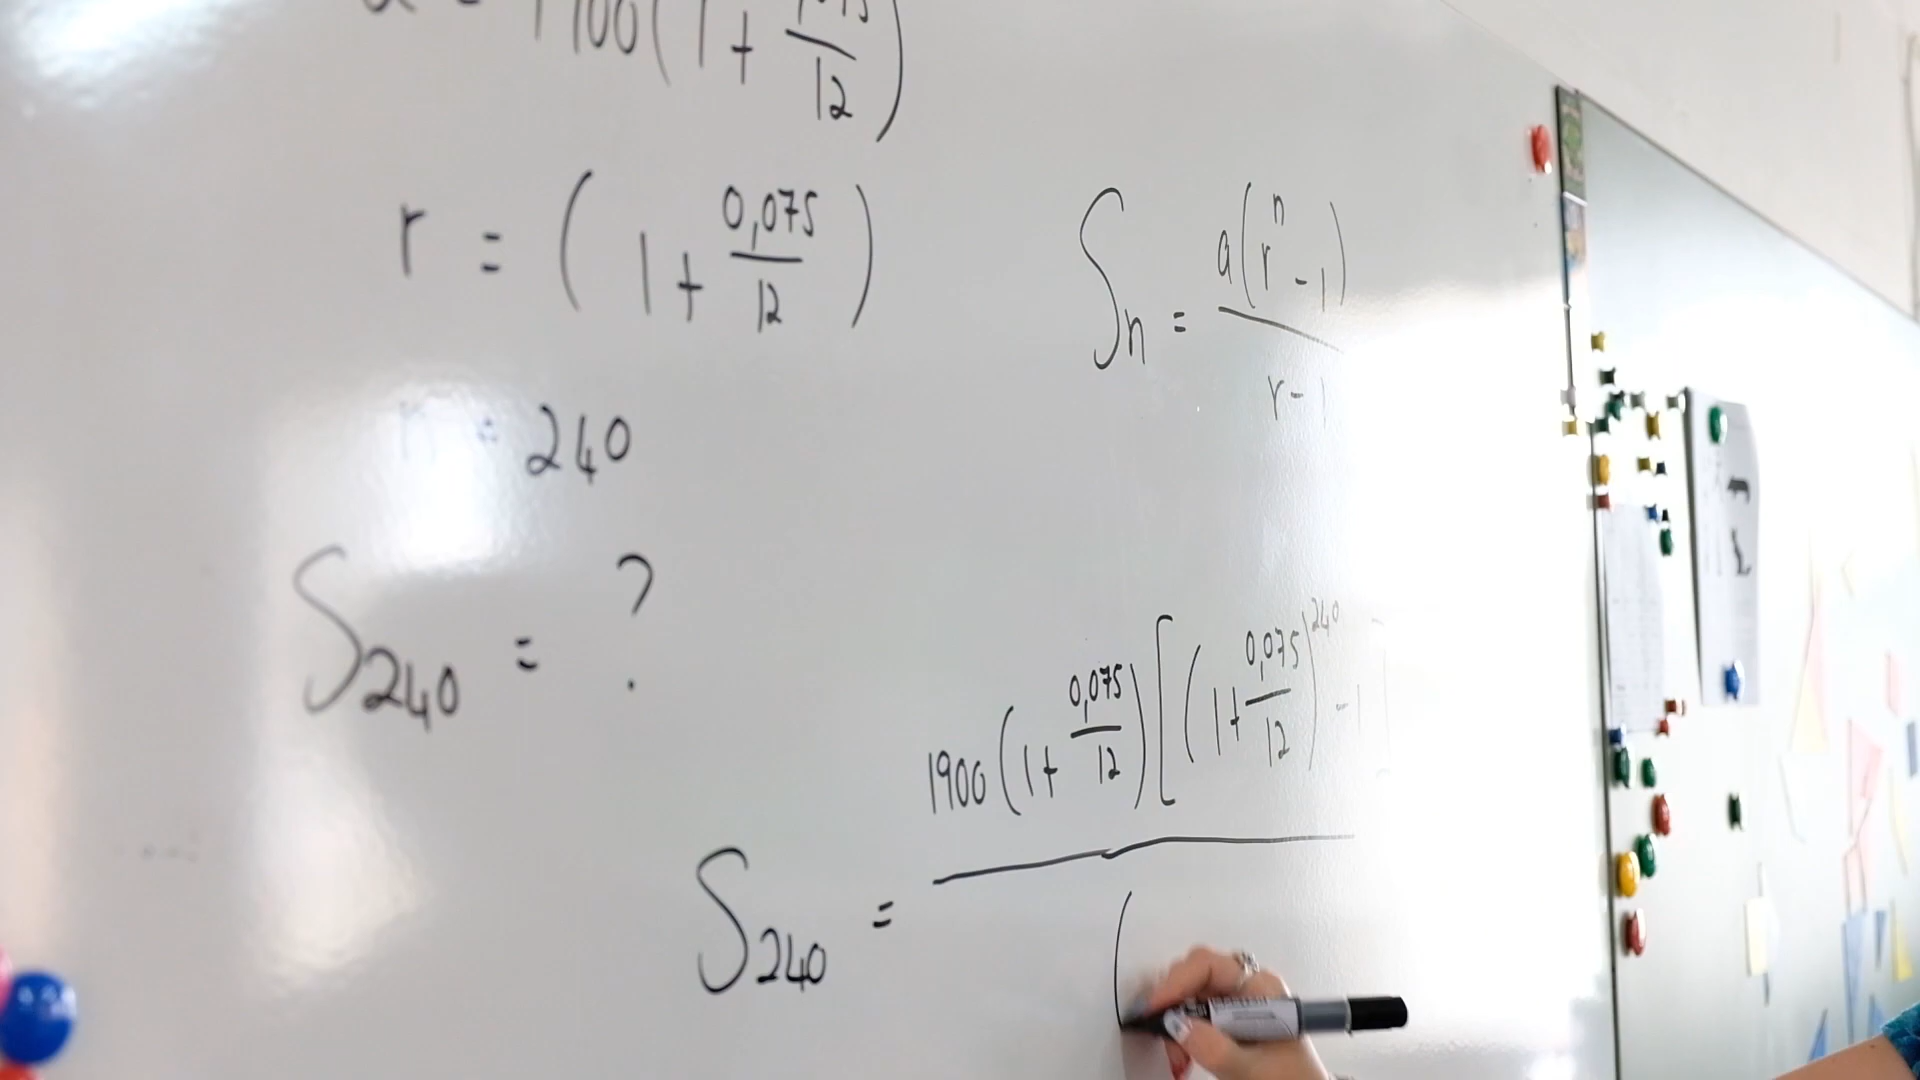 a = 1900(1 + 0,075/12)
r = (1 + 0,075/12)
Sn = a(r^n - 1)/r - 1
n = 240
S240 = ?
S240 = 1900(1 + 0,075/12)[(1 + 0,075/12)^240 - 1]/(